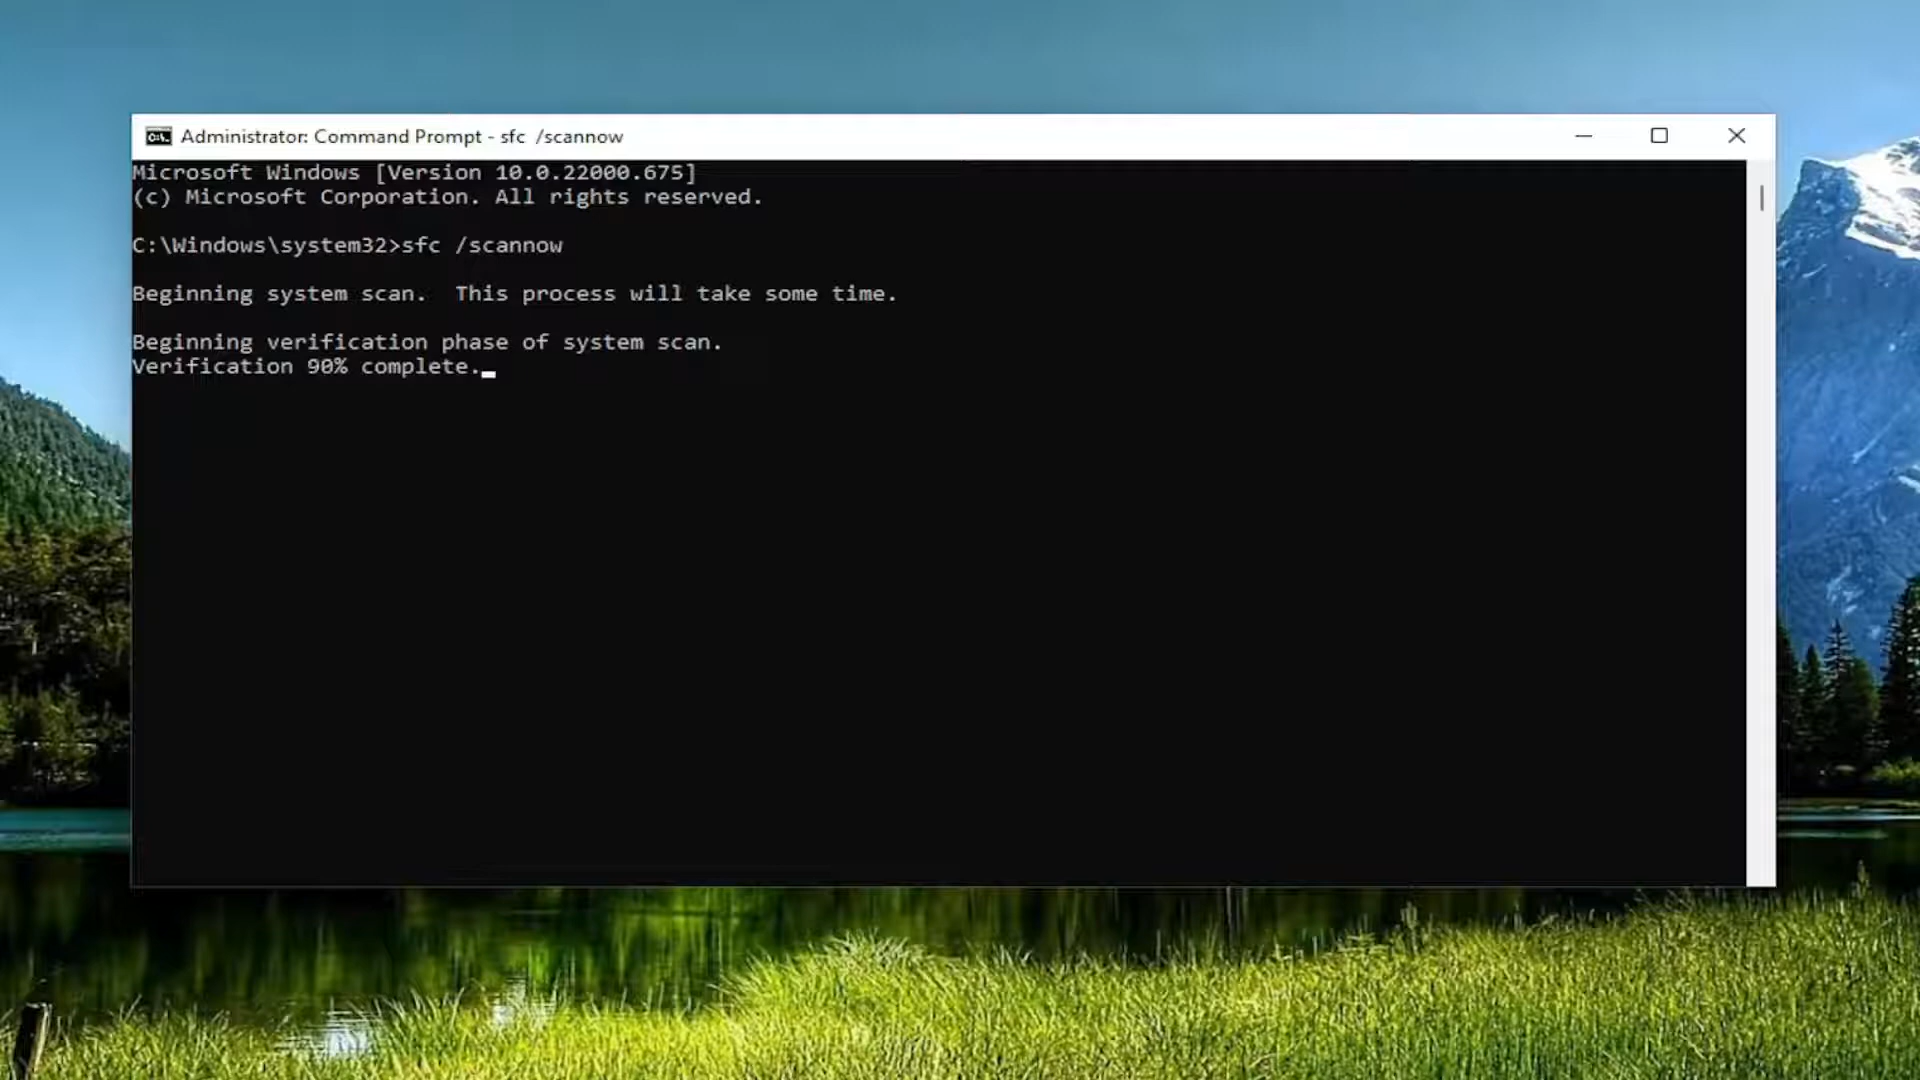 Administrator: Command Prompt - sfc  /scannow
Microsoft Windows [Version 10.0.22000.675]
(c) Microsoft Corporation. All rights reserved.
C:\Windows\system32>sfc /scannow
Beginning system scan.  This process will take some time.
Beginning verification phase of system scan.
Verification 90% complete.